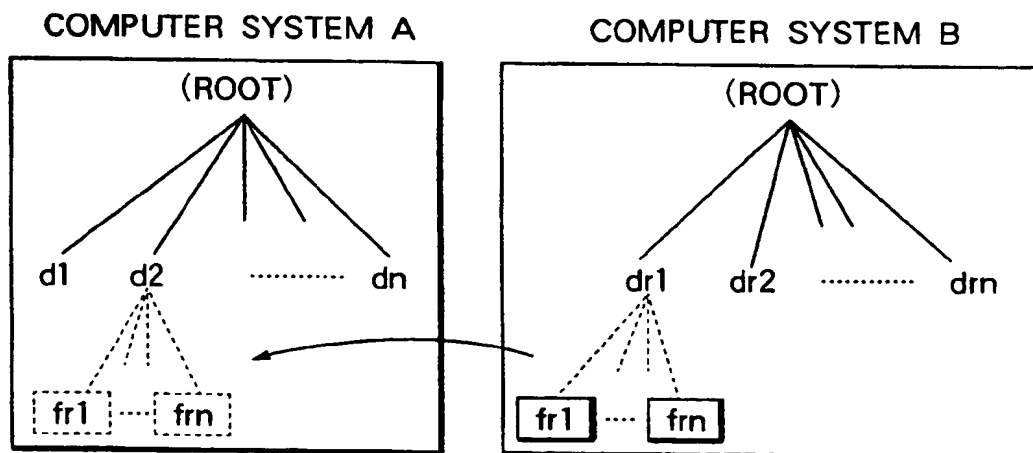 COMPUTER SYSTEM A
(ROOT)
d1 d2 ············ dn
fr1 ···· frn
COMPUTER SYSTEM B
(ROOT)
dr1 dr2 ··········· drn
fr1 ···· frn